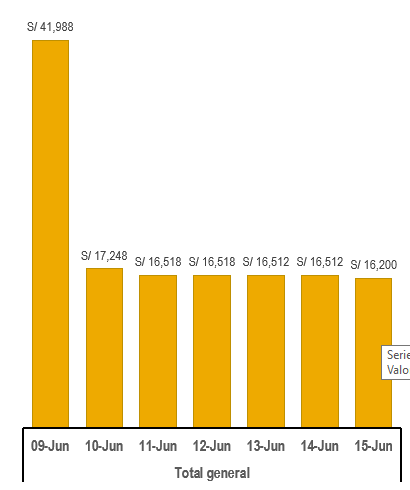 S/ 41,988
S/ 17,248
S/ 16,518
S/ 16,518
S/ 16,512
S/ 16,512
S/ 16,200
Serie
Valo
09-Jun 10-Jun 11-Jun 12-Jun 13-Jun 14-Jun 15-Jun
Total general